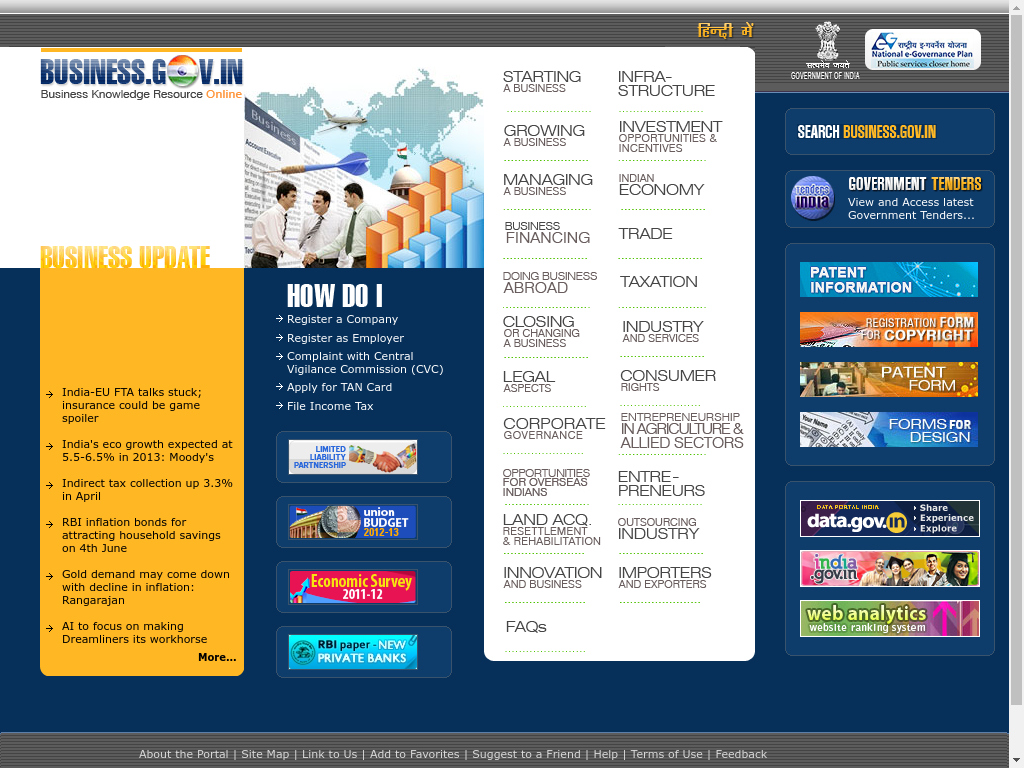 हिन्दी में
सत्यमेव जयते
GOVERNMENT OF INDIA
राष्ट्रीय ई-गवर्नेंस योजना
National e-Governance Plan
Public services closer home
BUSINESS.GOV.IN
Business Knowledge Resource Online
Business
Account Executive
BUSINESS UPDATE
India-EU FTA talks stuck;
insurance could be game
spoiler
India's eco growth expected at
5.5-6.5% in 2013: Moody's
Indirect tax collection up 3.3%
in April
RBI inflation bonds for
attracting household savings
on 4th June
Gold demand may come down
with decline in inflation:
Rangarajan
AI to focus on making
Dreamliners its workhorse
More...
HOW DO I
Register a Company
Register as Employer
Complaint with Central
Vigilance Commission (CVC)
Apply for TAN Card
File Income Tax
LIMITED
LIABILITY
PARTNERSHIP
union
BUDGET
2012-13
Economic Survey
2011-12
RBI paper - NEW
PRIVATE BANKS
STARTING
A BUSINESS
GROWING
A BUSINESS
MANAGING
A BUSINESS
BUSINESS
FINANCING
DOING BUSINESS
ABROAD
CLOSING
OR CHANGING
A BUSINESS
LEGAL
ASPECTS
CORPORATE
GOVERNANCE
OPPORTUNITIES
FOR OVERSEAS
INDIANS
LAND ACQ.
RESETTLEMENT
& REHABILITATION
INNOVATION
AND BUSINESS
FAQs
INFRA-
STRUCTURE
INVESTMENT
OPPORTUNITIES &
INCENTIVES
INDIAN
ECONOMY
TRADE
TAXATION
INDUSTRY
AND SERVICES
CONSUMER
RIGHTS
ENTREPRENEURSHIP
IN AGRICULTURE &
ALLIED SECTORS
ENTRE-
PRENEURS
OUTSOURCING
INDUSTRY
IMPORTERS
AND EXPORTERS
SEARCH BUSINESS.GOV.IN
Tenders
india
GOVERNMENT TENDERS
View and Access latest
Government Tenders...
PATENT
INFORMATION
REGISTRATION FORM
FOR COPYRIGHT
PATENT
FORM
FORMS FOR
DESIGN
DATA PORTAL INDIA
data.gov.in
Share
Experience
Explore
india
.gov.in
web analytics
website ranking system
About the Portal | Site Map | Link to Us | Add to Favorites | Suggest to a Friend | Help | Terms of Use | Feedback